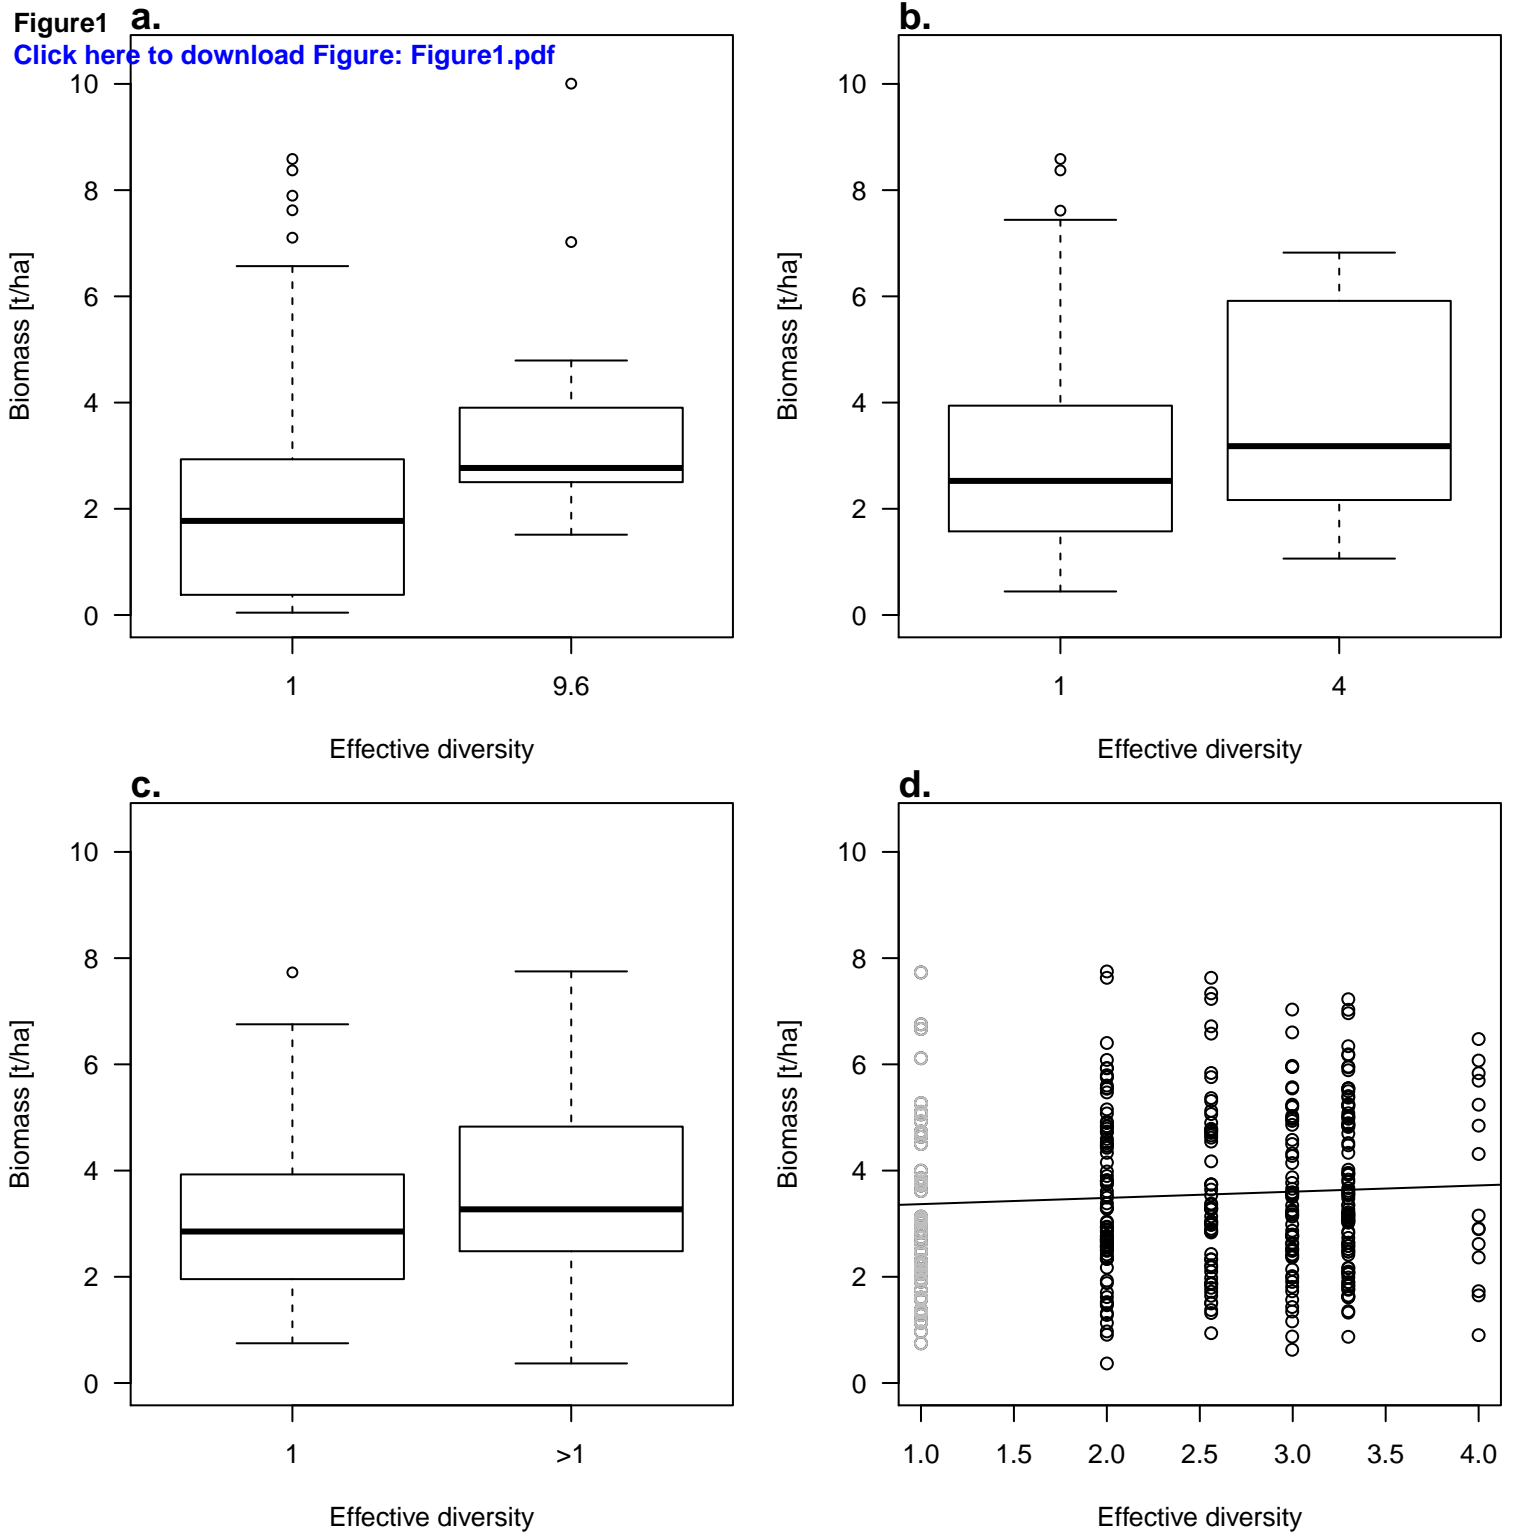 Figure1
Click here to download Figure: Figure1.pdf
a.
Biomass [t/ha]
10
8
6
4
2
0
1
9.6
Effective diversity
b.
Biomass [t/ha]
10
8
6
4
2
0
1
4
Effective diversity
c.
Biomass [t/ha]
10
8
6
4
2
0
1
>1
Effective diversity
d.
Biomass [t/ha]
10
8
6
4
2
0
1.0 1.5 2.0 2.5 3.0 3.5 4.0
Effective diversity